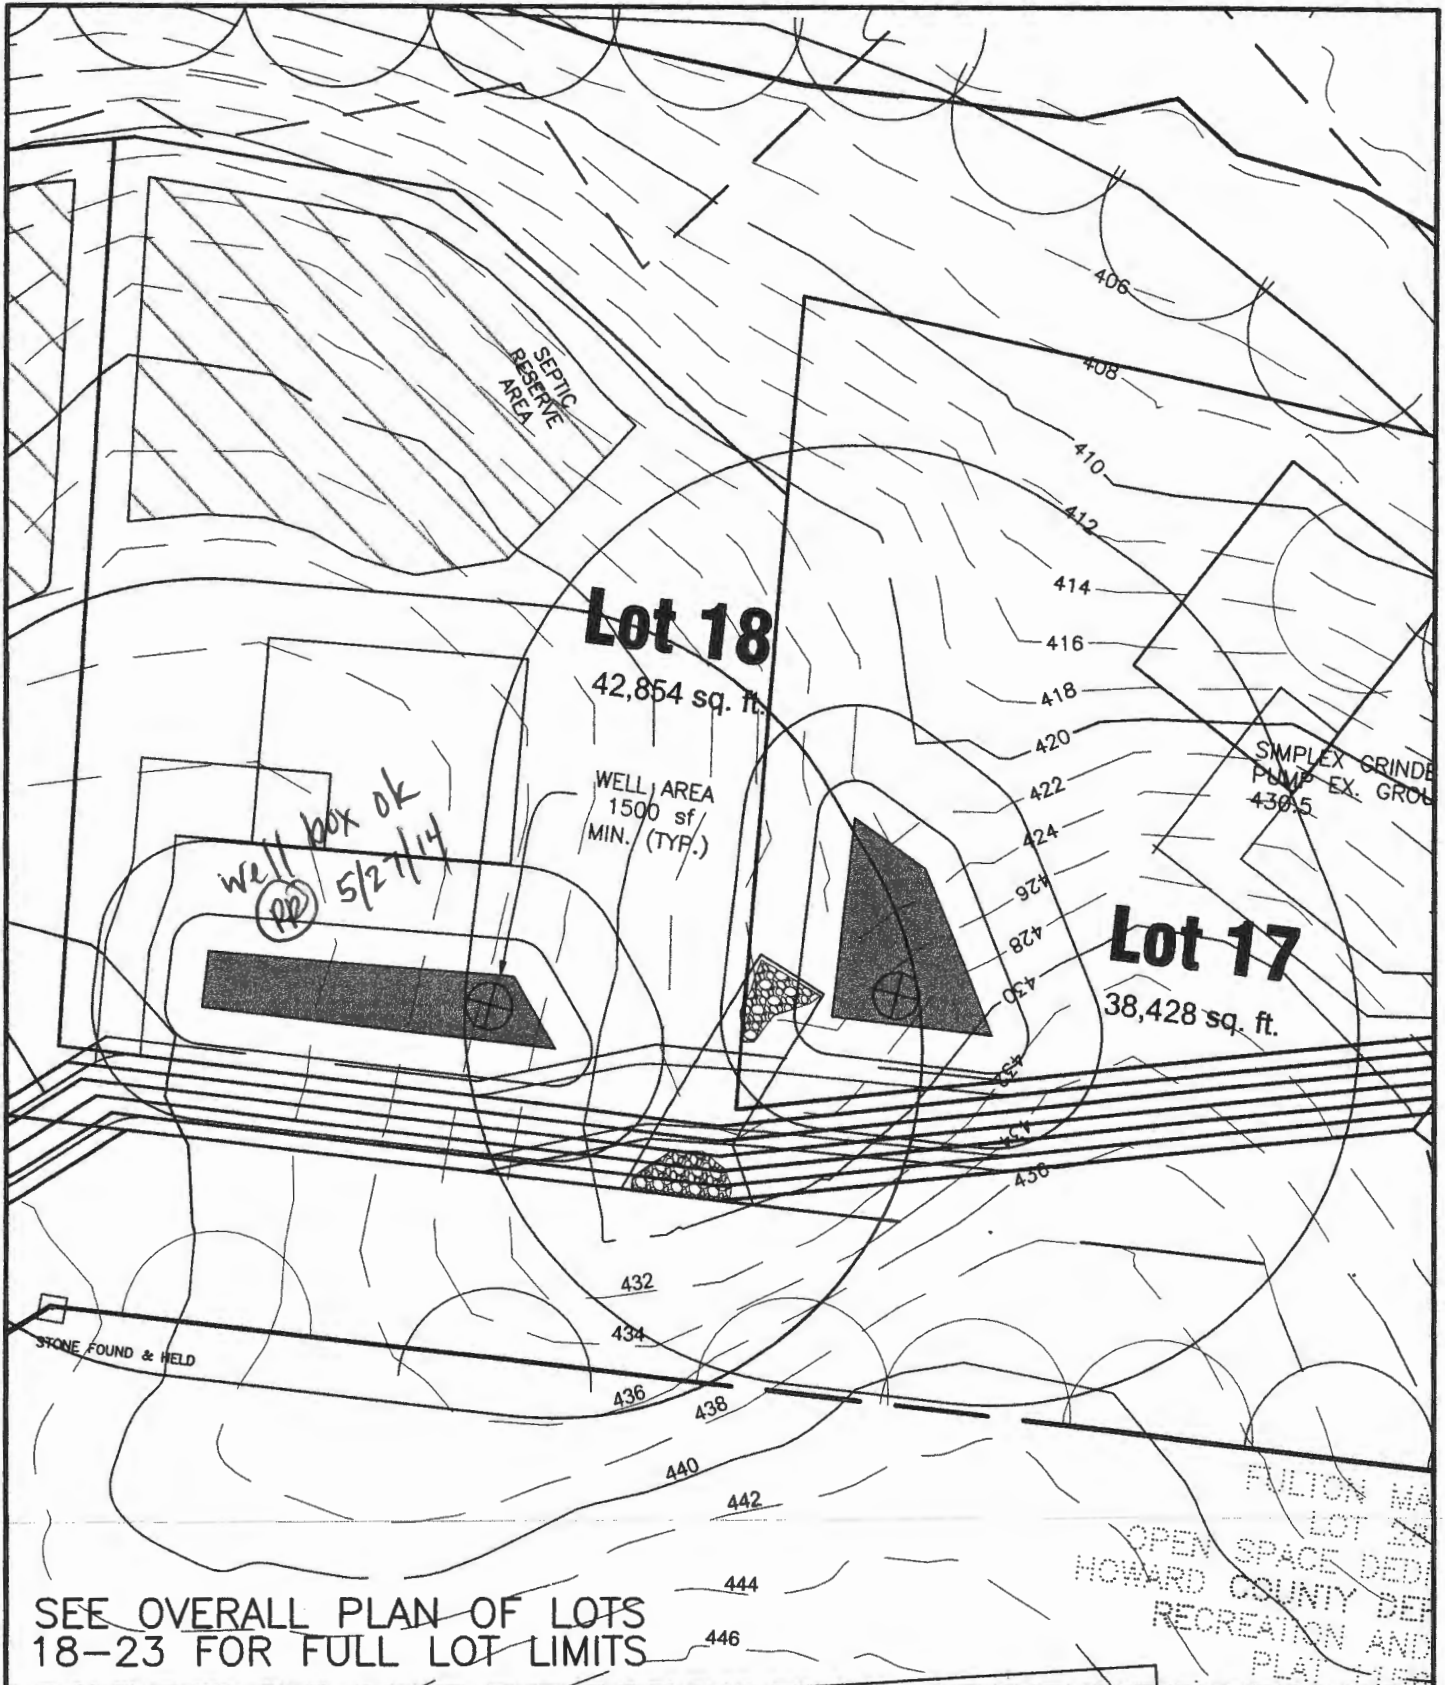 406
408
SEPTIC
RESERVE
AREA
410
412
414
416
Lot 18
42,854 sq. ft.
418
420
SIMPLEX GRINDE
PUMP EX. GROU
430.5
422
WELL AREA
1500 sf
MIN. (TYP.)
well box ok
PR 5/27/14
424
426
428
Lot 17
38,428 sq. ft.
430
432
434
436
432
434
STONE FOUND & HELD
436
438
440
442
FULTON MA
LOT
OPEN SPACE DEDI
HOWARD COUNTY DEP
RECREATION AND
PLAT
444
446
SEE OVERALL PLAN OF LOTS
18-23 FOR FULL LOT LIMITS